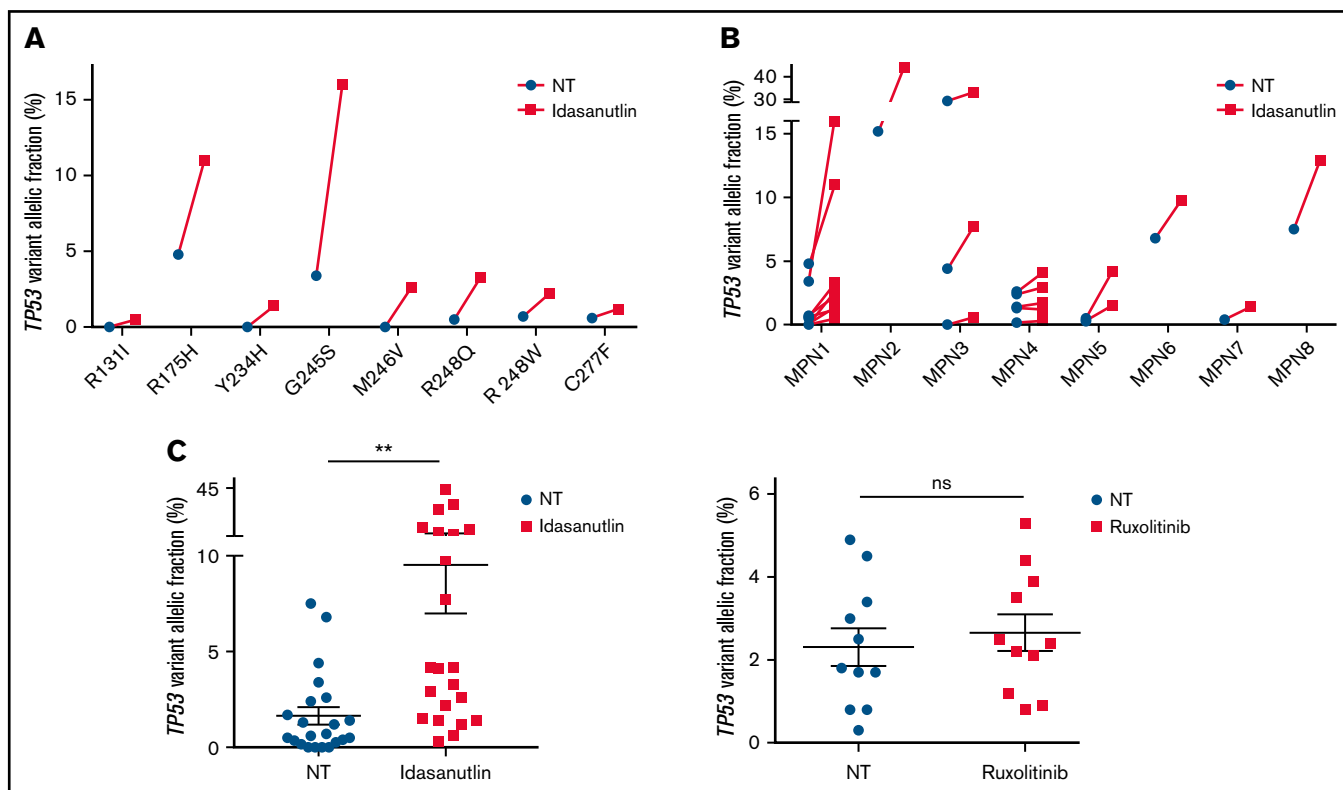 A
TP53 variant allelic fraction (%)
15
10
5
0
NT
Idasanutlin
R131I
R175H
Y234H
G245S
M246V
R248Q
R 248W
C277F
B
TP53 variant allelic fraction (%)
40
30
15
10
5
0
NT
Idasanutlin
MPN1
MPN2
MPN3
MPN4
MPN5
MPN6
MPN7
MPN8
C
TP53 variant allelic fraction (%)
45
10
5
0
**
NT
Idasanutlin
NT
Idasanutlin
TP53 variant allelic fraction (%)
6
4
2
0
ns
NT
Ruxolitinib
NT
Ruxolitinib